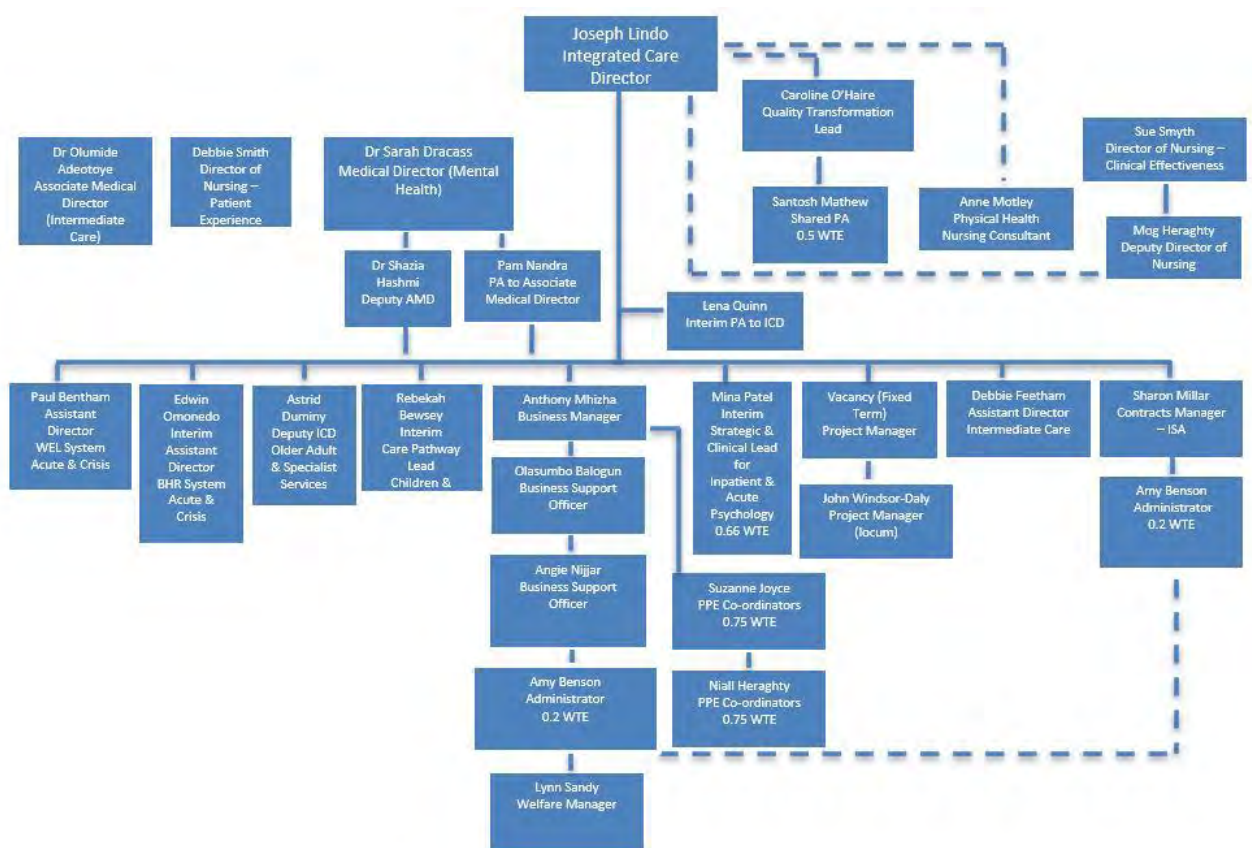 Joseph Lindo
Integrated Care
Director
Caroline O'Haire
Quality Transformation
Lead
Sue Smyth
Director of Nursing –
Clinical Effectiveness
Dr Olumide
Adeotoye
Associate Medical
Director
(Intermediate
Care)
Debbie Smith
Director of
Nursing –
Patient
Experience
Dr Sarah Dracass
Medical Director (Mental
Health)
Santosh Mathew
Shared PA
0.5 WTE
Anne Motley
Physical Health
Nursing Consultant
Mog Heraghty
Deputy Director of
Nursing
Dr Shazia
Hashmi
Deputy AMD
Pam Nandra
PA to Associate
Medical Director
Lena Quinn
Interim PA to ICD
Paul Bentham
Assistant
Director
WEL System
Acute & Crisis
Edwin
Omonedo
Interim
Assistant
Director
BHR System
Acute &
Crisis
Astrid
Duminy
Deputy ICD
Older Adult
& Specialist
Services
Rebekah
Bewsey
Interim
Care Pathway
Lead
Children &
Anthony Mhizha
Business Manager
Mina Patel
Interim
Strategic &
Clinical Lead
for
Inpatient &
Acute
Psychology
0.66 WTE
Vacancy (Fixed
Term)
Project Manager
Debbie Feetham
Assistant Director
Intermediate Care
Sharon Millar
Contracts Manager
– ISA
Olasumbo Balogun
Business Support
Officer
John Windsor-Daly
Project Manager
(locum)
Amy Benson
Administrator
0.2 WTE
Angie Nijjar
Business Support
Officer
Suzanne Joyce
PPE Co-ordinators
0.75 WTE
Amy Benson
Administrator
0.2 WTE
Niall Heraghty
PPE Co-ordinators
0.75 WTE
Lynn Sandy
Welfare Manager